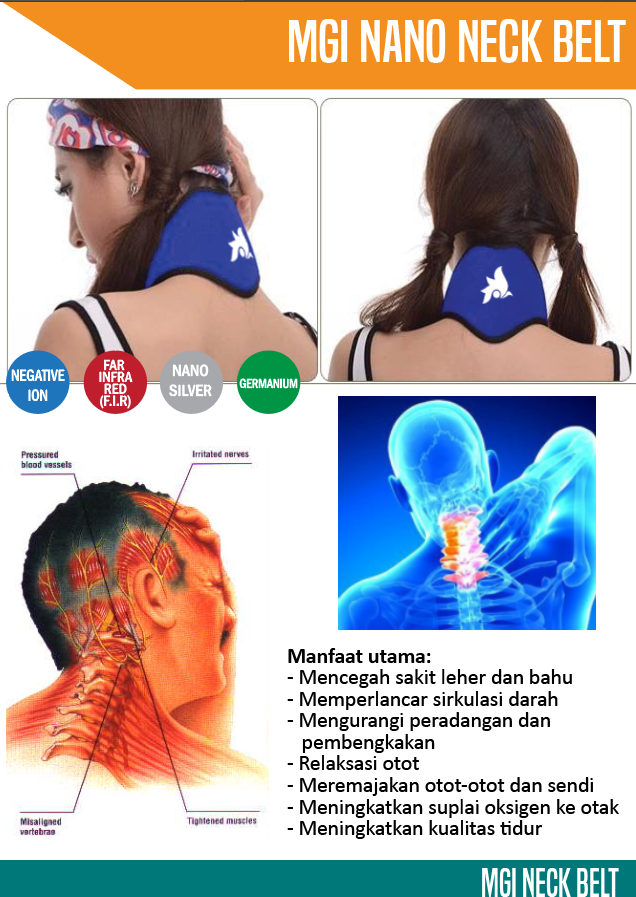 MGI NANO NECK BELT
NEGATIVE
ION
FAR
INFRA
RED
(F.I.R)
NANO
SILVER
GERMANIUM
Pressured
blood vessels
Irritated nerves
Misaligned
vertebrae
Tightened muscles
Manfaat utama:
- Mencegah sakit leher dan bahu
- Memperlancar sirkulasi darah
- Mengurangi peradangan dan
pembengkakan
- Relaksasi otot
- Meremajakan otot-otot dan sendi
- Meningkatkan suplai oksigen ke otak
- Meningkatkan kualitas tidur
MGI NECK BELT